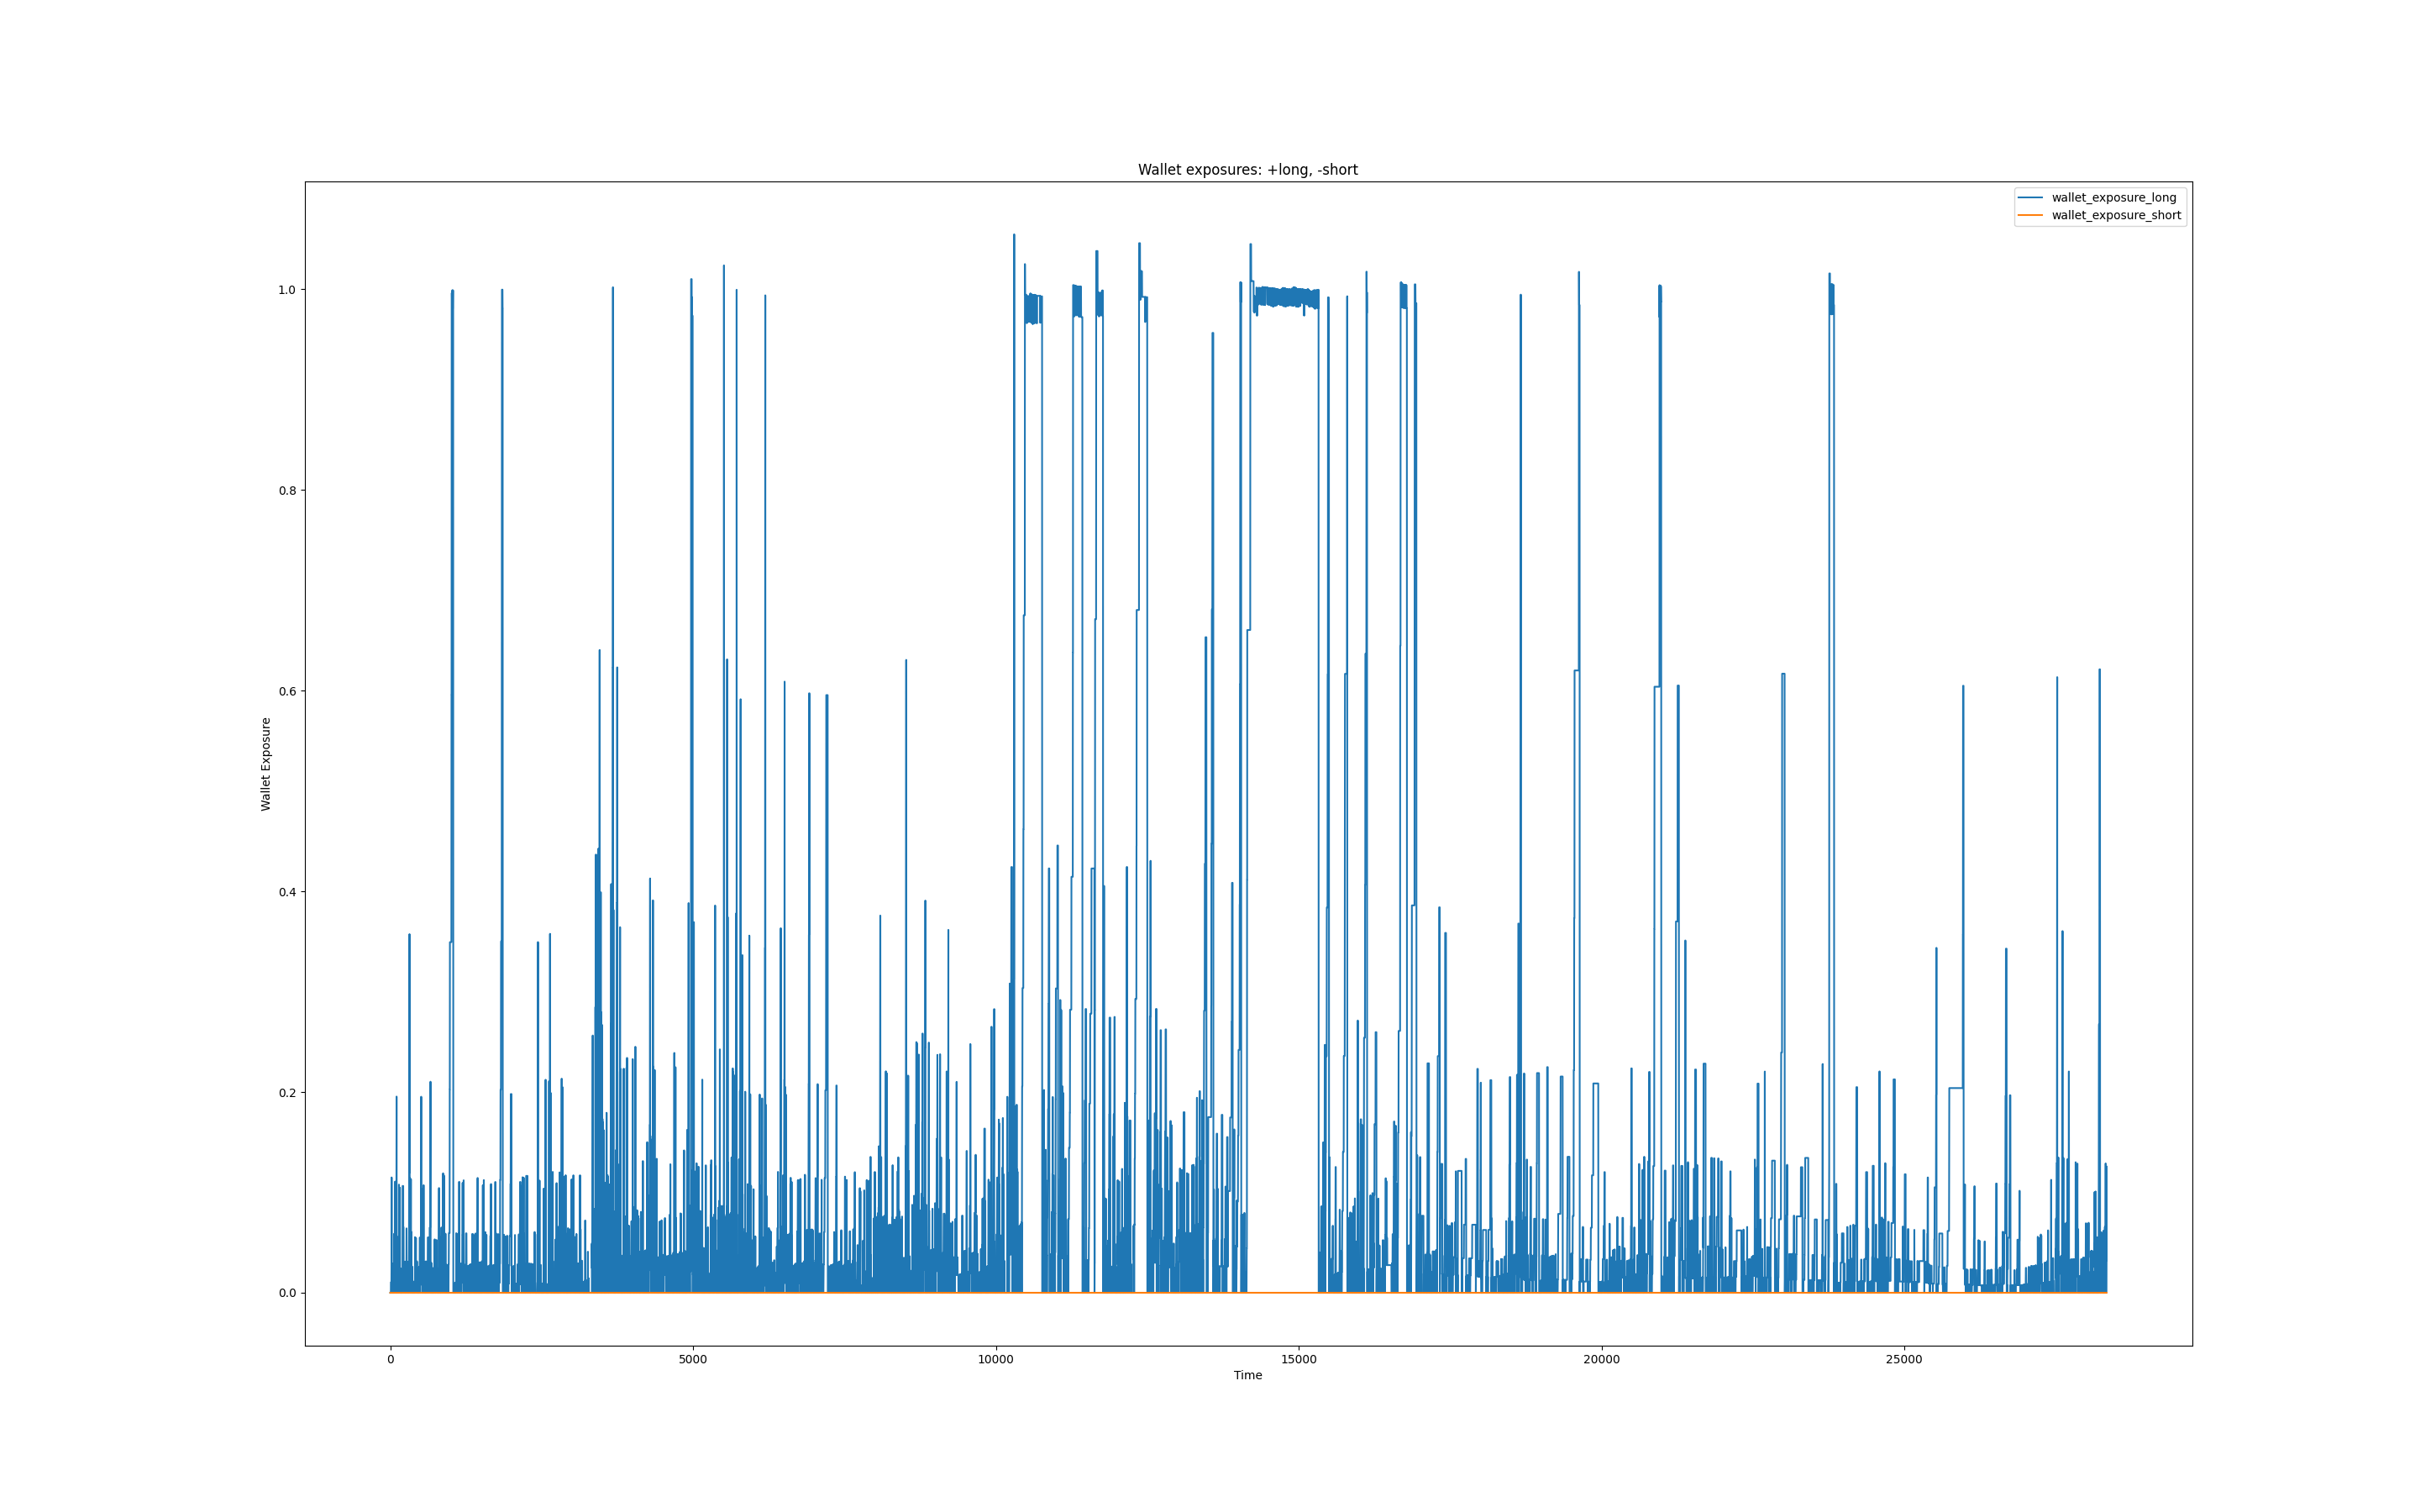 Wallet exposures: +long, -short
wallet_exposure_long
wallet_exposure_short
1.0
0.8
0.6
0.4
0.2
0.0
Wallet Exposure
0 5000 10000 15000 20000 25000
Time